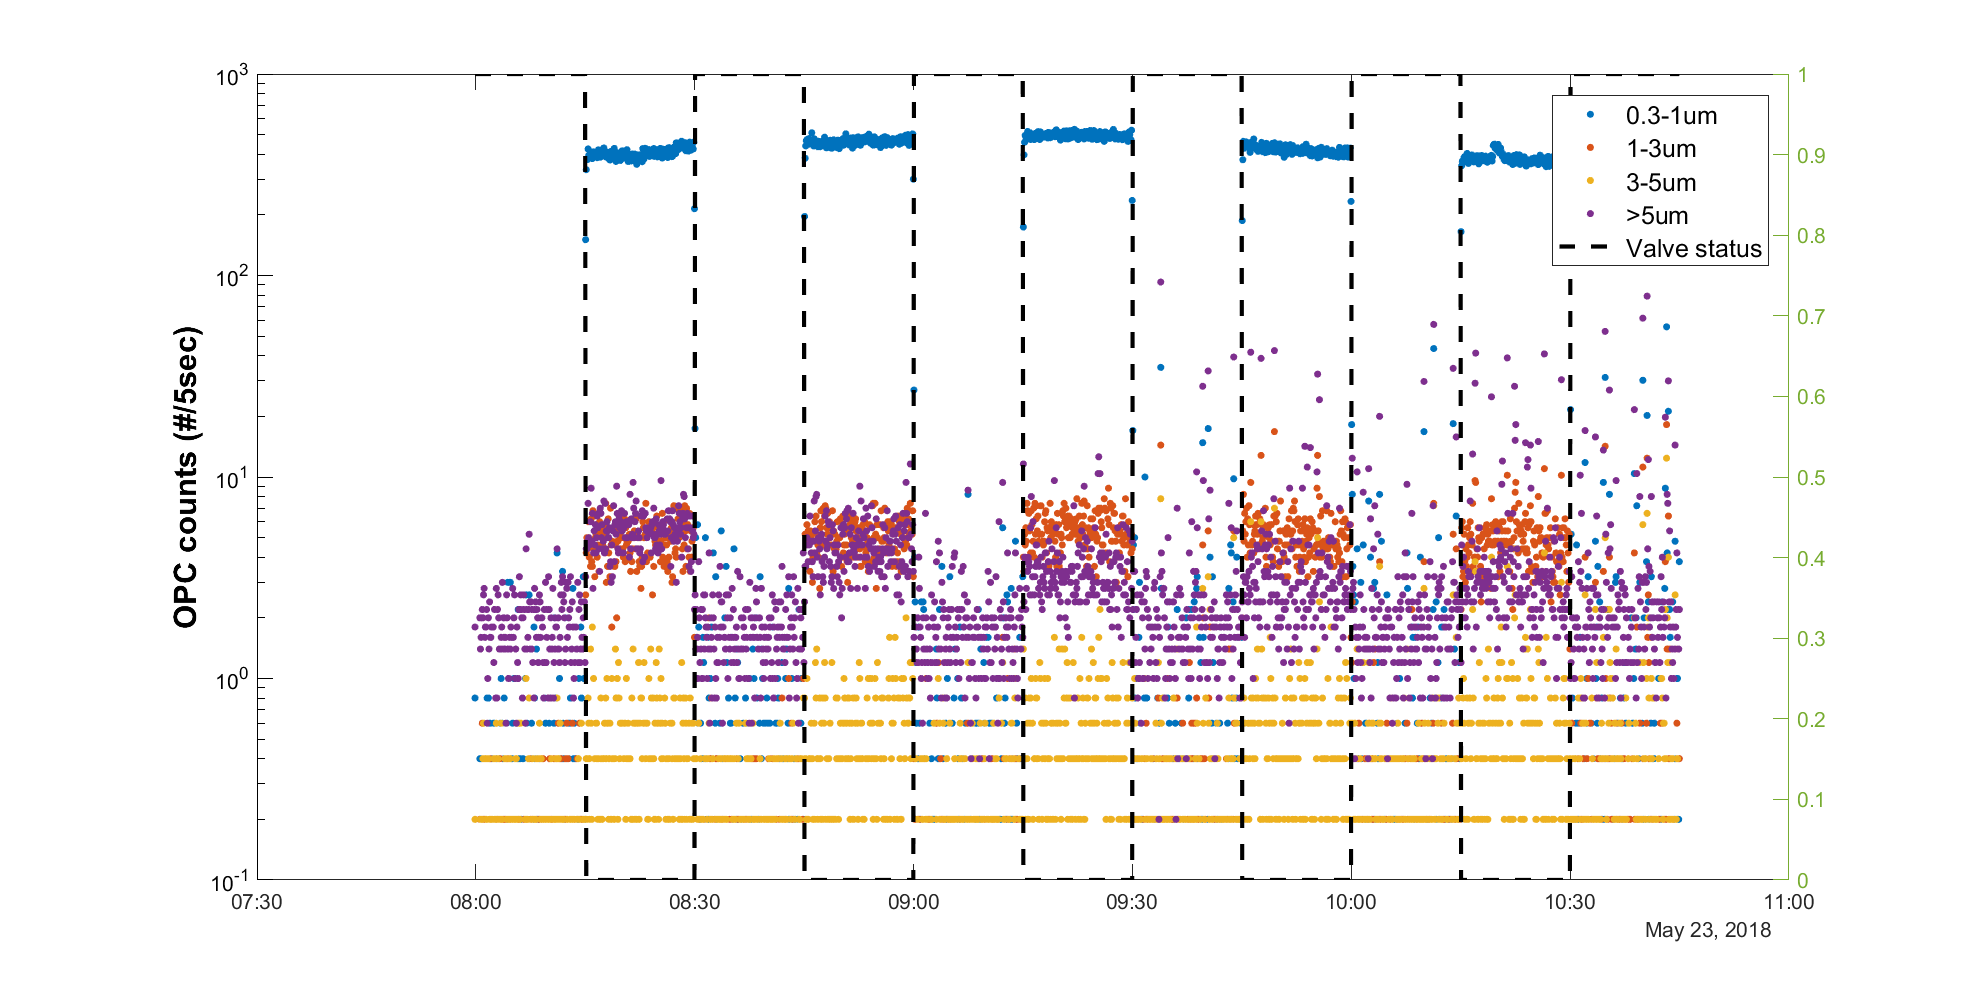 10^3
10^2
10^1
10^0
10^-1
OPC counts (#/5sec)
0.3-1um
1-3um
3-5um
>5um
Valve status
1
0.9
0.8
0.7
0.6
0.5
0.4
0.3
0.2
0.1
0
07:30 08:00 08:30 09:00 09:30 10:00 10:30 11:00
May 23, 2018